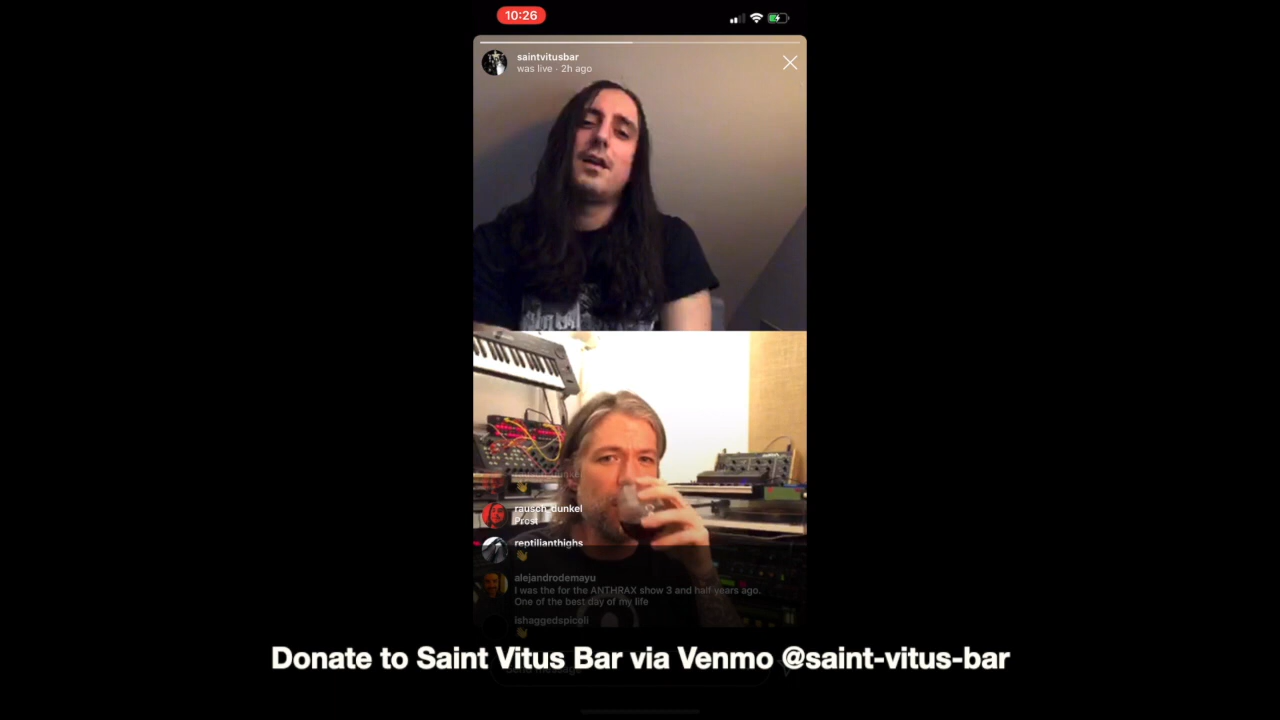 10:26
saintvitusbar
was live · 2h ago
rausch_dunkel
Prost
reptilianthighs
👋
alejandrodemayu
I was the for the ANTHRAX show 3 and half years ago.
One of the best day of my life
ishaggedspicoli
👋
Donate to Saint Vitus Bar via Venmo @saint-vitus-bar